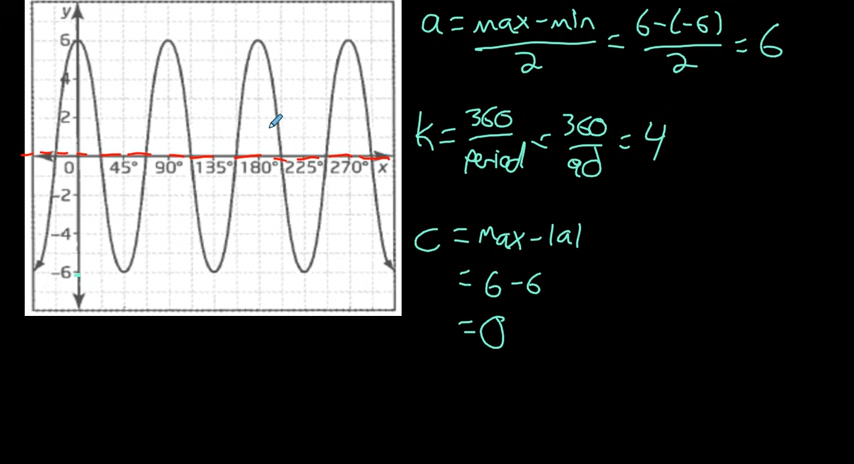 y
6
4
2
0 45° 90° 135° 180° 225° 270° x
-2
-4
-6
a = max-min / 2 = 6-(-6) / 2 = 6
k = 360 / period = 360 / 90 = 4
c = max-|a|
= 6-6
= 0